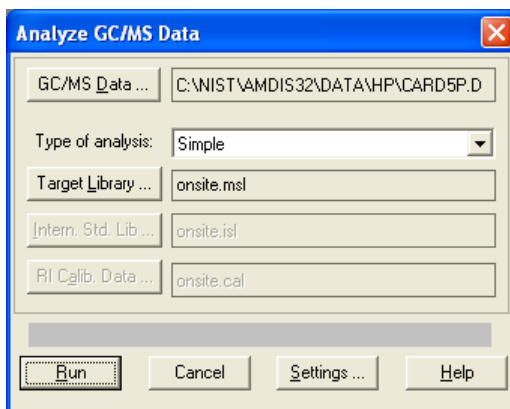 Analyze GC/MS Data
GC/MS Data ... C:\NIST\AMDIS32\DATA\HP\CARD5P.D
Type of analysis: Simple
Target Library ... onsite.msl
Intern. Std. Lib ... onsite.isl
RI Calib. Data ... onsite.cal
Run Cancel Settings ... Help